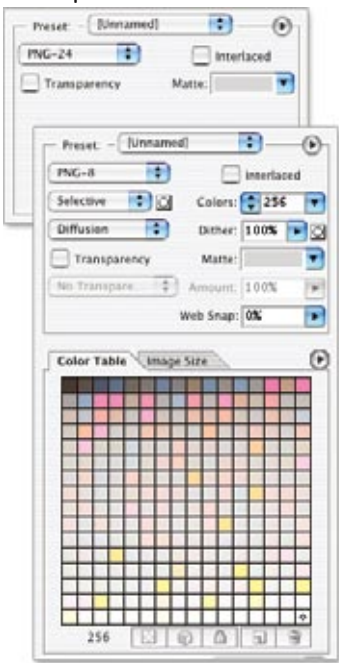 Preset: [Unnamed]
PNG-24 Interlaced
Transparency Matte:
Preset: [Unnamed]
PNG-8 Interlaced
Selective Colors: 256
Diffusion Dither: 100%
Transparency Matte:
No Transpare... Amount: 100%
Web Snap: 0%
Color Table Image Size
256